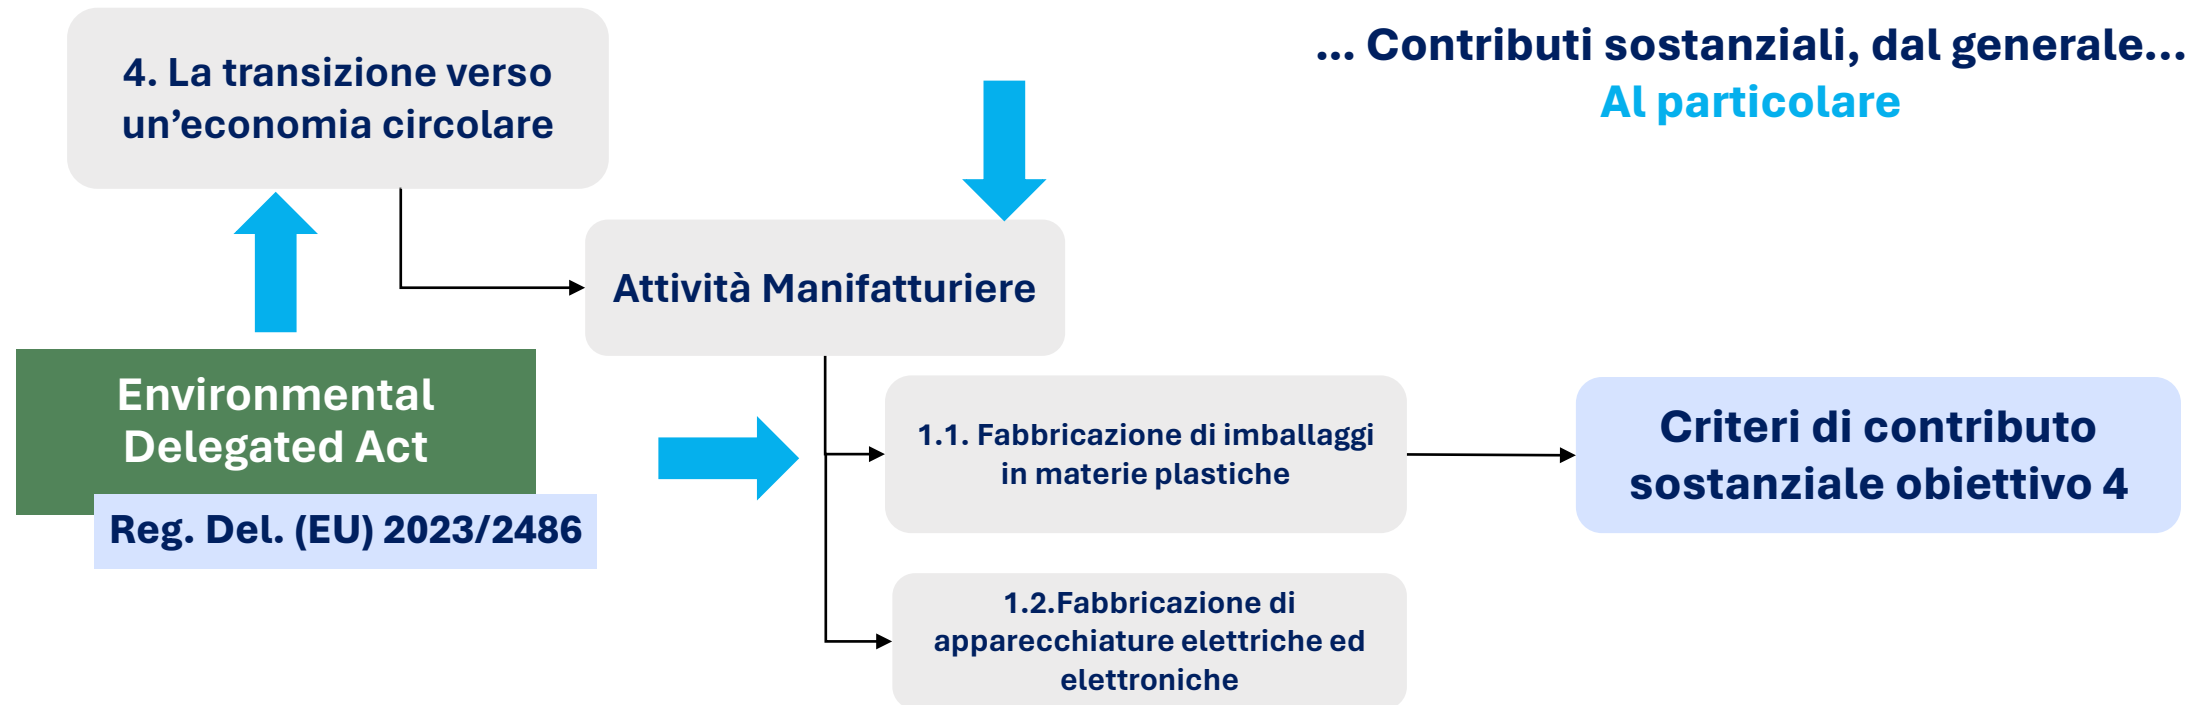 4. La transizione verso
un’economia circolare
... Contributi sostanziali, dal generale...
Al particolare
Attività Manifatturiere
Environmental
Delegated Act
Reg. Del. (EU) 2023/2486
1.1. Fabbricazione di imballaggi
in materie plastiche
Criteri di contributo
sostanziale obiettivo 4
1.2.Fabbricazione di
apparecchiature elettriche ed
elettroniche